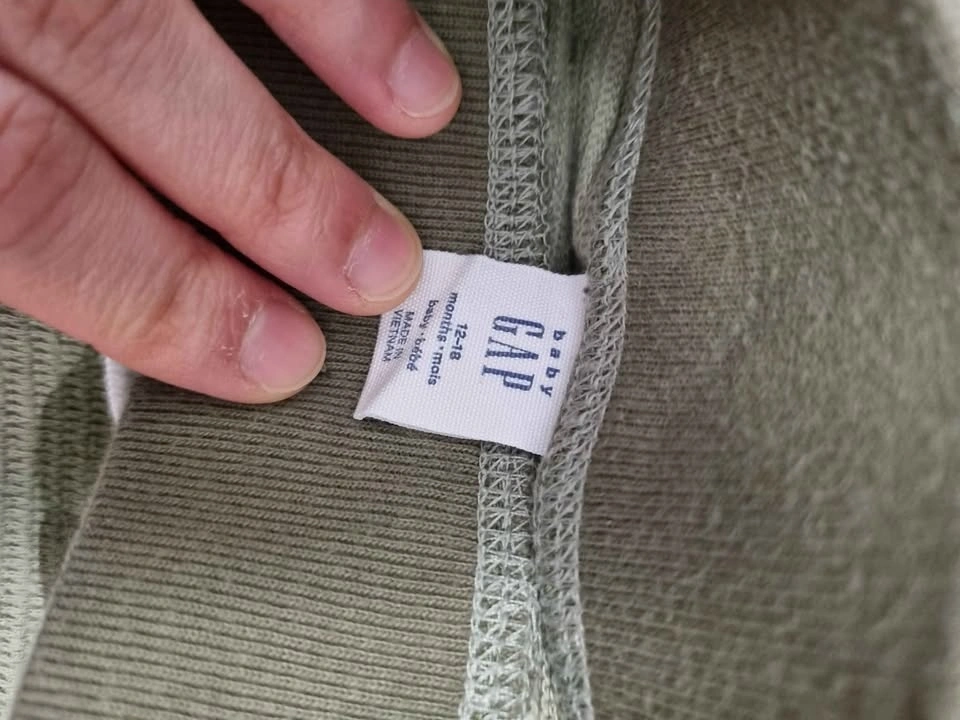 baby
GAP
12-18
months • mois
baby • bébé
MADE IN
VIETNAM